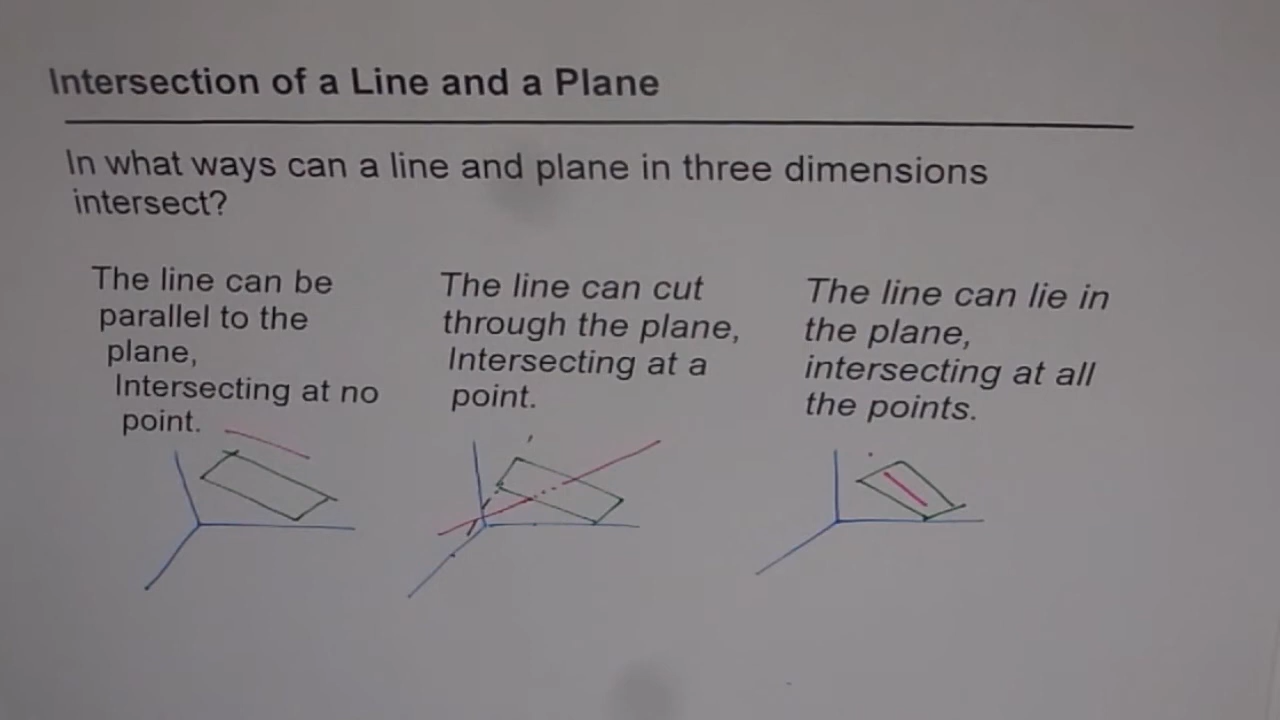 Intersection of a Line and a Plane
In what ways can a line and plane in three dimensions
intersect?
The line can be
parallel to the
plane,
Intersecting at no
point.
The line can cut
through the plane,
Intersecting at a
point.
The line can lie in
the plane,
intersecting at all
the points.